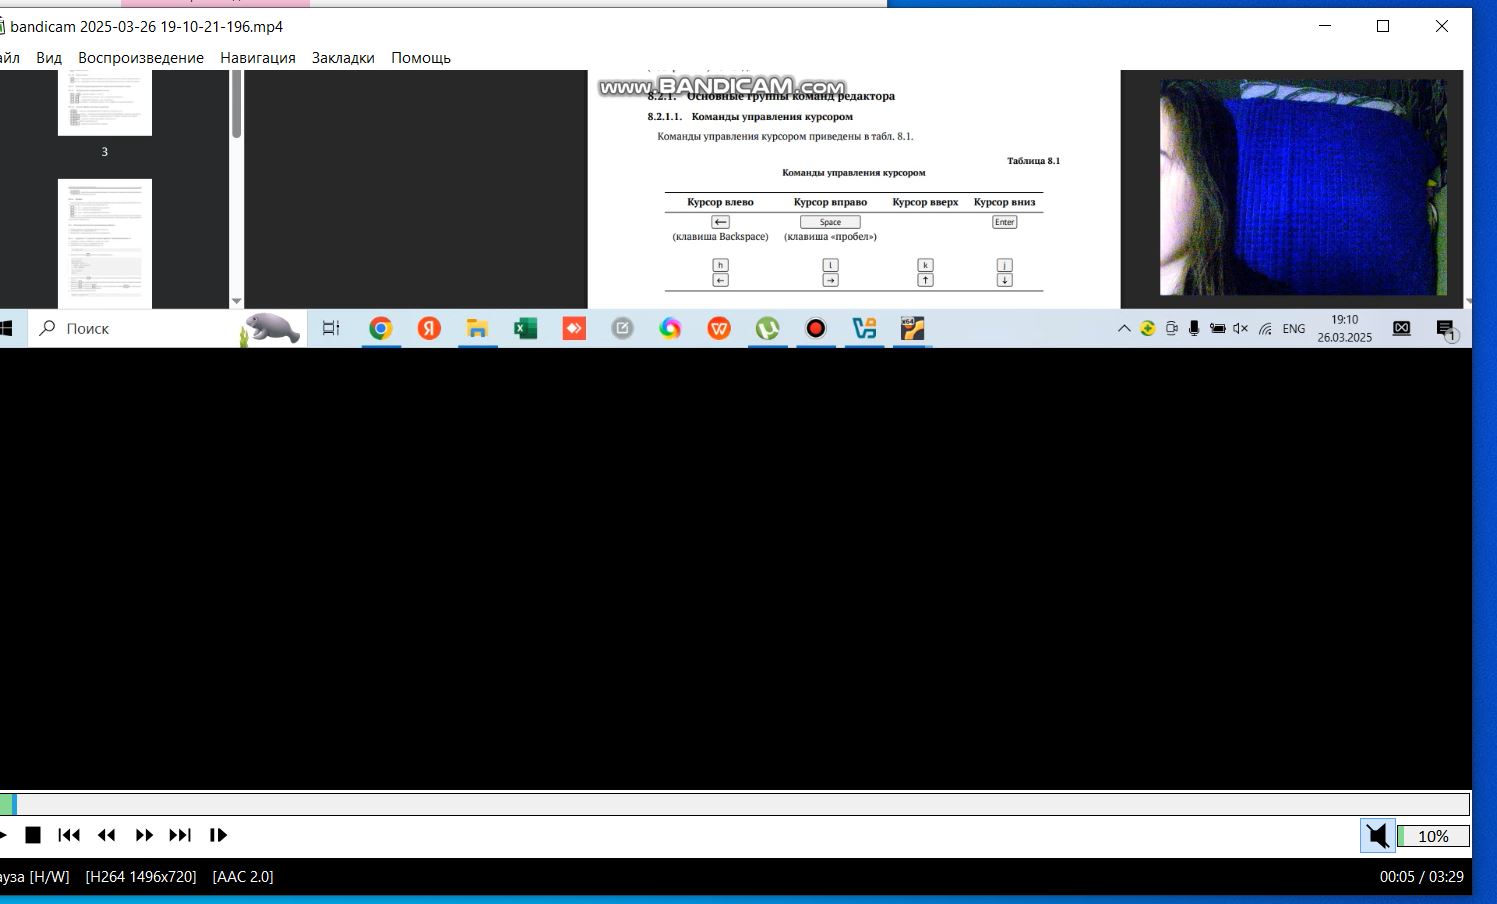 bandicam 2025-03-26 19-10-21-196.mp4
айл Вид Воспроизведение Навигация Закладки Помощь
www.BANDICAM.com
8.2.1. Основные группы команд редактора
8.2.1.1. Команды управления курсором
Команды управления курсором приведены в табл. 8.1.
Таблица 8.1
Команды управления курсором
Курсор влево Курсор вправо Курсор вверх Курсор вниз
← Space Enter
(клавиша Backspace) (клавиша «пробел»)
h l k j
← → ↑ ↓
3
Поиск
x64
ENG
19:10
26.03.2025
1
10%
ауза [H/W] [H264 1496x720] [AAC 2.0]
00:05 / 03:29